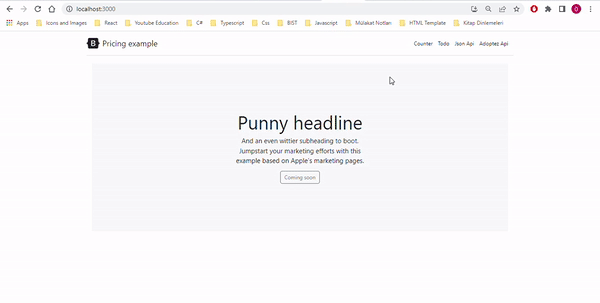 localhost:3000
Apps Icons and Images React Youtube Education C# Typescript Css BIST Javascript Mülakat Notları HTML Template Kitap Dinlemeleri
B Pricing example Counter Todo Json Api Adoptez Api
Punny headline
And an even wittier subheading to boot.
Jumpstart your marketing efforts with this
example based on Apple's marketing pages.
Coming soon